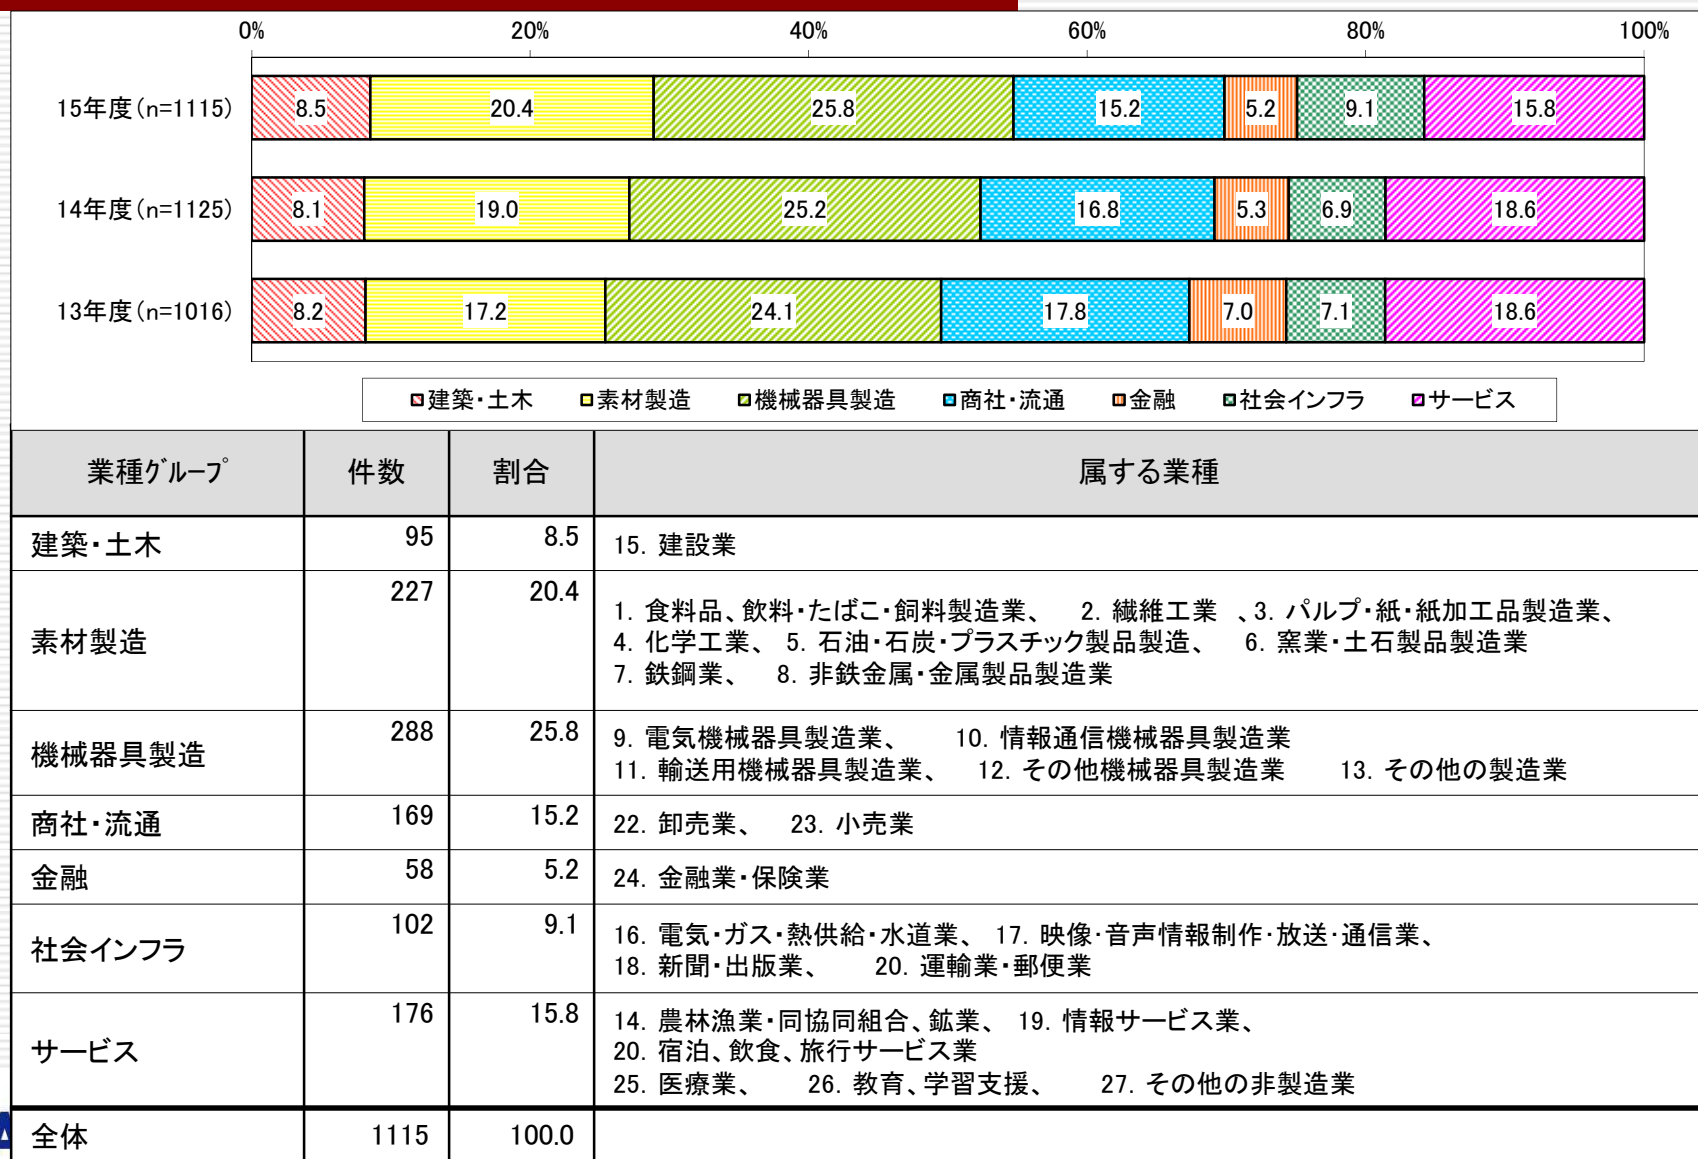 0% 20% 40% 60% 80% 100%
15年度(n=1115) 8.5 20.4 25.8 15.2 5.2 9.1 15.8
14年度(n=1125) 8.1 19.0 25.2 16.8 5.3 6.9 18.6
13年度(n=1016) 8.2 17.2 24.1 17.8 7.0 7.1 18.6
建築・土木 素材製造 機械器具製造 商社・流通 金融 社会インフラ サービス
業種ｸﾞﾙｰﾌﾟ 件数 割合 属する業種
建築・土木 95 8.5 15. 建設業
素材製造 227 20.4
1. 食料品、飲料・たばこ・飼料製造業、 2. 繊維工業 、3. パルプ・紙・紙加工品製造業、
4. 化学工業、 5. 石油・石炭・プラスチック製品製造、 6. 窯業・土石製品製造業
7. 鉄鋼業、 8. 非鉄金属・金属製品製造業
機械器具製造 288 25.8
9. 電気機械器具製造業、 10. 情報通信機械器具製造業
11. 輸送用機械器具製造業、 12. その他機械器具製造業 13. その他の製造業
商社・流通 169 15.2 22. 卸売業、 23. 小売業
金融 58 5.2 24. 金融業・保険業
社会インフラ 102 9.1
16. 電気・ガス・熱供給・水道業、 17. 映像・音声情報制作・放送・通信業、
18. 新聞・出版業、 20. 運輸業・郵便業
サービス 176 15.8
14. 農林漁業・同協同組合、鉱業、 19. 情報サービス業、
20. 宿泊、飲食、旅行サービス業
25. 医療業、 26. 教育、学習支援、 27. その他の非製造業
全体 1115 100.0